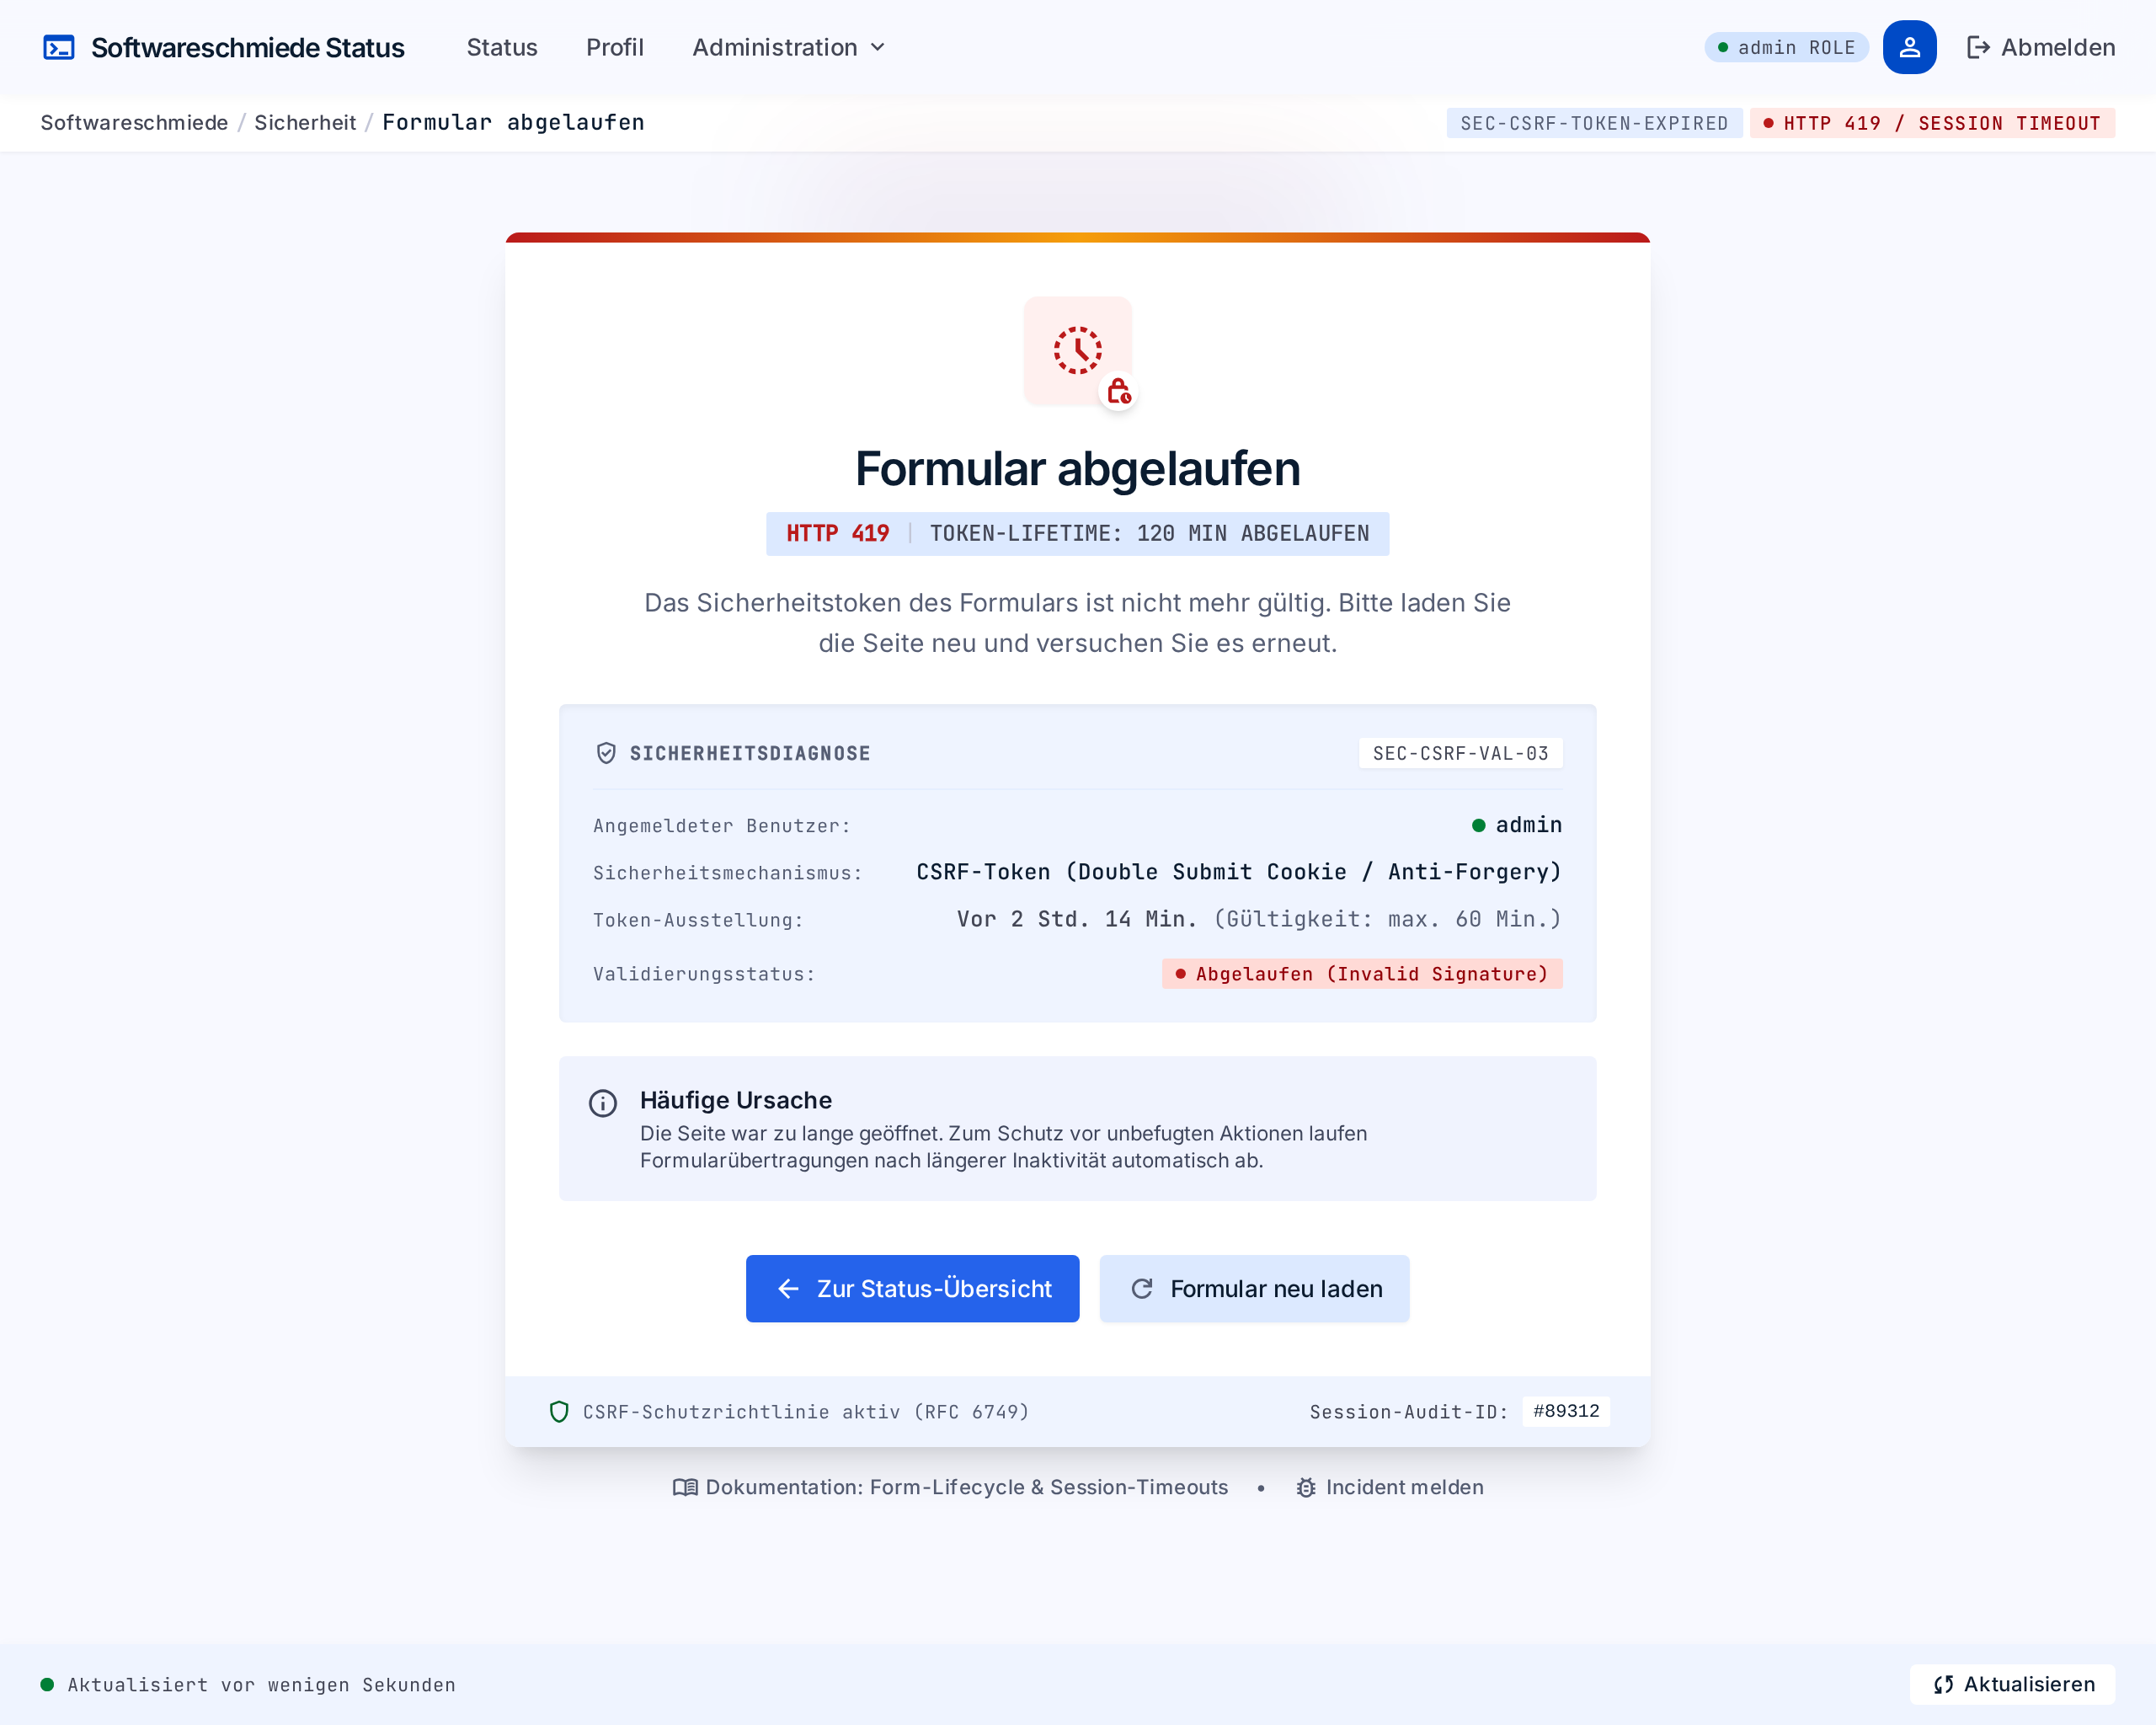 Softwareschmiede Status Status Profil Administration admin ROLE Abmelden
Softwareschmiede / Sicherheit / Formular abgelaufen SEC-CSRF-TOKEN-EXPIRED HTTP 419 / SESSION TIMEOUT
Formular abgelaufen
HTTP 419 | TOKEN-LIFETIME: 120 MIN ABGELAUFEN
Das Sicherheitstoken des Formulars ist nicht mehr gültig. Bitte laden Sie
die Seite neu und versuchen Sie es erneut.
SICHERHEITSDIAGNOSE SEC-CSRF-VAL-03
Angemeldeter Benutzer: admin
Sicherheitsmechanismus: CSRF-Token (Double Submit Cookie / Anti-Forgery)
Token-Ausstellung: Vor 2 Std. 14 Min. (Gültigkeit: max. 60 Min.)
Validierungsstatus: Abgelaufen (Invalid Signature)
Häufige Ursache
Die Seite war zu lange geöffnet. Zum Schutz vor unbefugten Aktionen laufen
Formularübertragungen nach längerer Inaktivität automatisch ab.
Zur Status-Übersicht Formular neu laden
CSRF-Schutzrichtlinie aktiv (RFC 6749) Session-Audit-ID: #89312
Dokumentation: Form-Lifecycle & Session-Timeouts • Incident melden
Aktualisiert vor wenigen Sekunden Aktualisieren